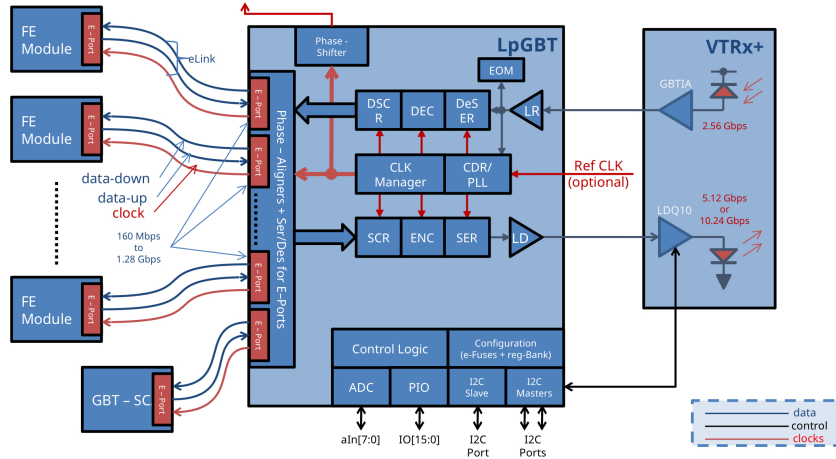 FE
Module
E – Port
eLink
FE
Module
E – Port
data-down
data-up
clock
160 Mbps
to
1.28 Gbps
FE
Module
E – Port
GBT – SC
E – Port
Phase -
Shifter
LpGBT
EOM
E – Port
E – Port
E – Port
E – Port
Phase – Aligners + Ser/Des for E–Ports
DSC
R
DEC
DeS
ER
LR
CLK
Manager
CDR/
PLL
Ref CLK
(optional)
SCR
ENC
SER
LD
Control Logic
Configuration
(e-Fuses + reg-Bank)
ADC
PIO
I2C
Slave
I2C
Masters
aIn[7:0]
IO[15:0]
I2C
Port
I2C
Ports
VTRx+
GBTIA
2.56 Gbps
5.12 Gbps
or
10.24 Gbps
LDQ10
data
control
clocks